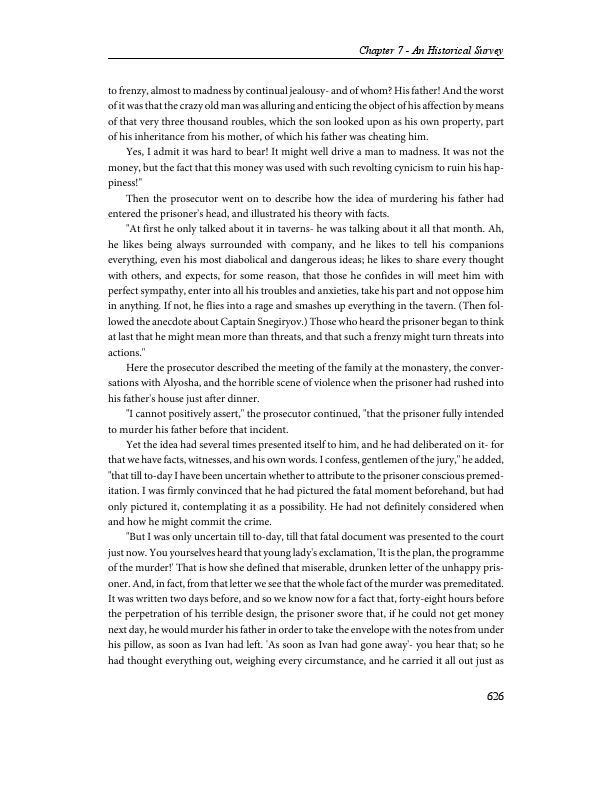 Chapter 7 - An Historical Survey
to frenzy, almost to madness by continual jealousy- and of whom? His father! And the worst
of it was that the crazy old man was alluring and enticing the object of his affection by means
of that very three thousand roubles, which the son looked upon as his own property, part
of his inheritance from his mother, of which his father was cheating him.
Yes, I admit it was hard to bear! It might well drive a man to madness. It was not the
money, but the fact that this money was used with such revolting cynicism to ruin his hap-
piness!"
Then the prosecutor went on to describe how the idea of murdering his father had
entered the prisoner's head, and illustrated his theory with facts.
"At first he only talked about it in taverns- he was talking about it all that month. Ah,
he likes being always surrounded with company, and he likes to tell his companions
everything, even his most diabolical and dangerous ideas; he likes to share every thought
with others, and expects, for some reason, that those he confides in will meet him with
perfect sympathy, enter into all his troubles and anxieties, take his part and not oppose him
in anything. If not, he flies into a rage and smashes up everything in the tavern. (Then fol-
lowed the anecdote about Captain Snegiryov.) Those who heard the prisoner began to think
at last that he might mean more than threats, and that such a frenzy might turn threats into
actions."
Here the prosecutor described the meeting of the family at the monastery, the conver-
sations with Alyosha, and the horrible scene of violence when the prisoner had rushed into
his father's house just after dinner.
"I cannot positively assert," the prosecutor continued, "that the prisoner fully intended
to murder his father before that incident.
Yet the idea had several times presented itself to him, and he had deliberated on it- for
that we have facts, witnesses, and his own words. I confess, gentlemen of the jury," he added,
"that till to-day I have been uncertain whether to attribute to the prisoner conscious premed-
itation. I was firmly convinced that he had pictured the fatal moment beforehand, but had
only pictured it, contemplating it as a possibility. He had not definitely considered when
and how he might commit the crime.
"But I was only uncertain till to-day, till that fatal document was presented to the court
just now. You yourselves heard that young lady's exclamation, 'It is the plan, the programme
of the murder!' That is how she defined that miserable, drunken letter of the unhappy pris-
oner. And, in fact, from that letter we see that the whole fact of the murder was premeditated.
It was written two days before, and so we know now for a fact that, forty-eight hours before
the perpetration of his terrible design, the prisoner swore that, if he could not get money
next day, he would murder his father in order to take the envelope with the notes from under
his pillow, as soon as Ivan had left. 'As soon as Ivan had gone away'- you hear that; so he
had thought everything out, weighing every circumstance, and he carried it all out just as
626